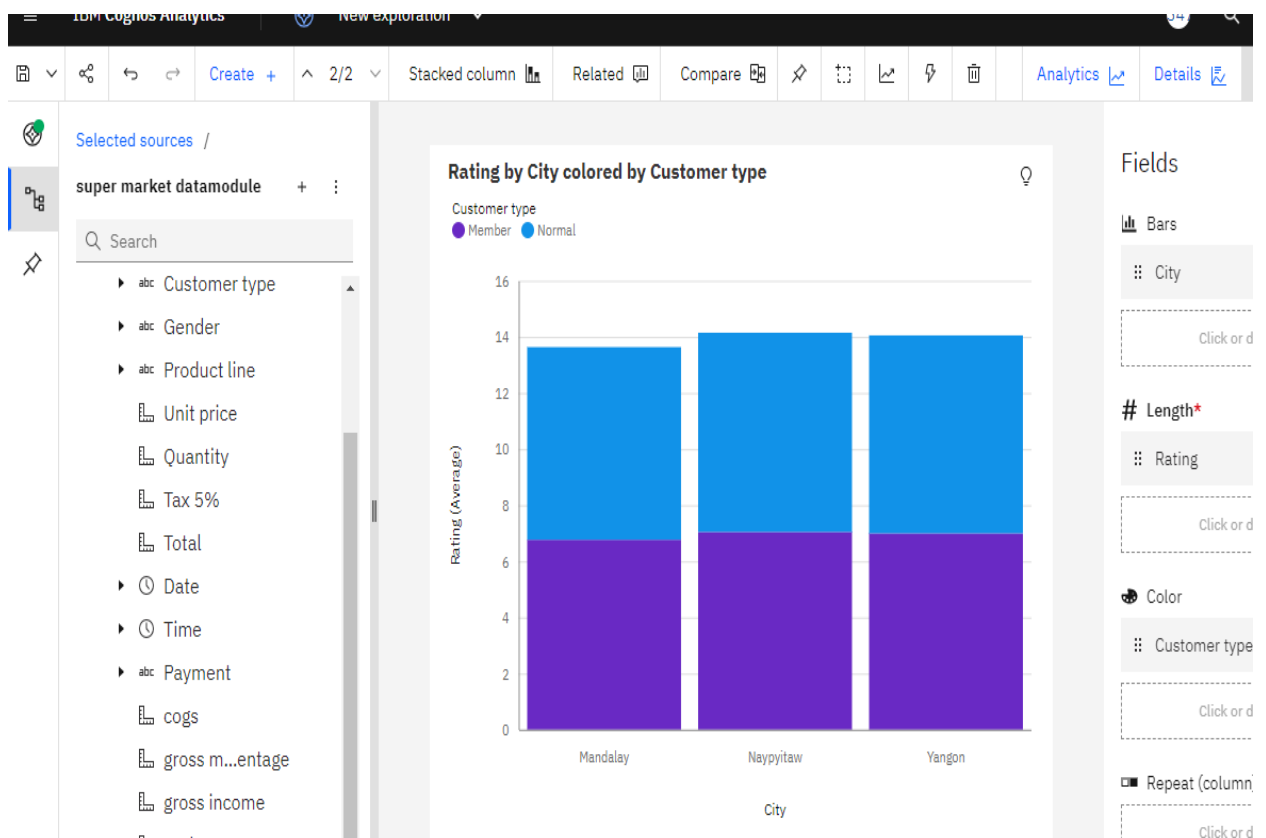 IBM Cognos Analytics New exploration
Create + 2/2 Stacked column Related Compare Analytics Details
Selected sources /
super market datamodule
Search
abc Customer type
abc Gender
abc Product line
Unit price
Quantity
Tax 5%
Total
Date
Time
abc Payment
cogs
gross m...entage
gross income
Rating by City colored by Customer type
Customer type
Member Normal
16
14
12
10
8
6
4
2
0
Rating (Average)
Mandalay Naypyitaw Yangon
City
Fields
Bars
City
Click or d
# Length*
Rating
Click or d
Color
Customer type
Click or d
Repeat (column)
Click or d